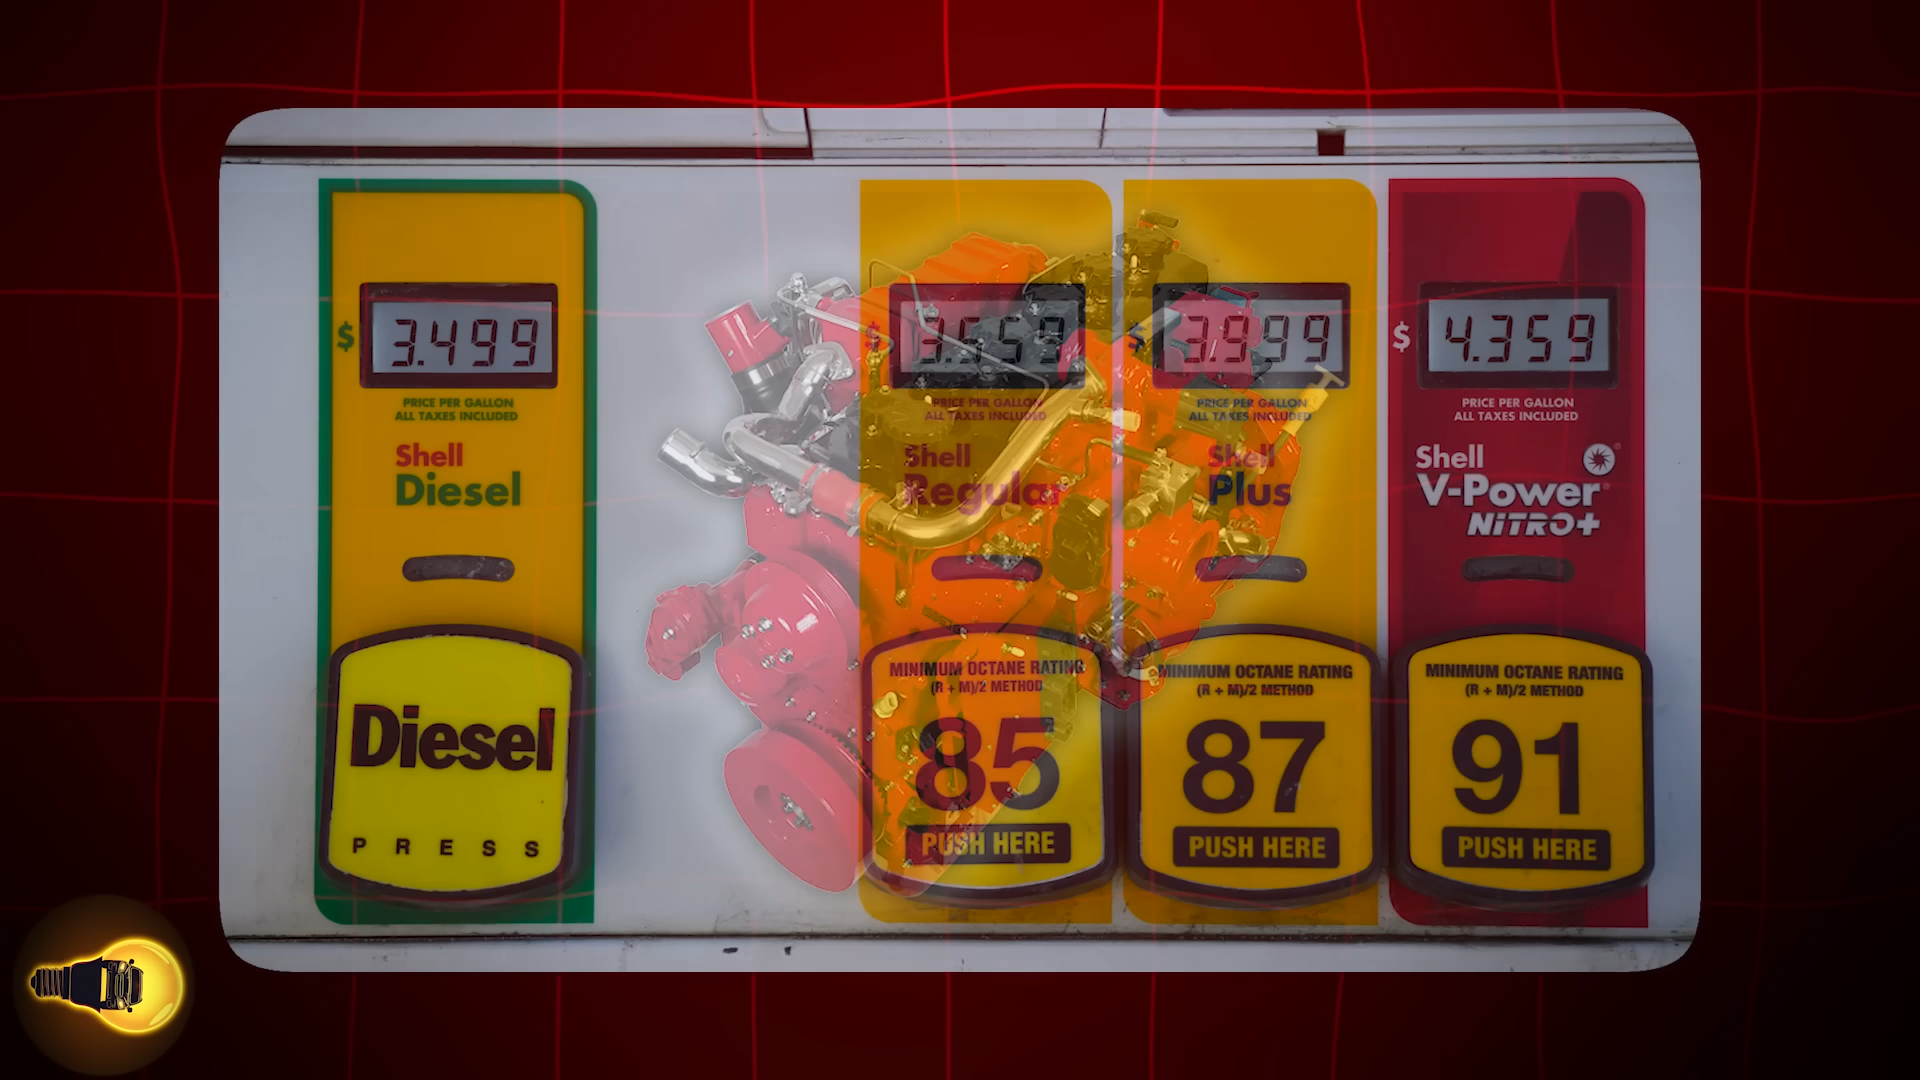 $ 3.499
PRICE PER GALLON
ALL TAXES INCLUDED
Shell
Diesel
Diesel
PRESS
$
PRICE PER GALLON
ALL TAXES INCLUDED
Shell
Regular
MINIMUM OCTANE RATING
(R + M)/2 METHOD
85
PUSH HERE
$ 3.999
PRICE PER GALLON
ALL TAXES INCLUDED
Shell
Plus
MINIMUM OCTANE RATING
(R + M)/2 METHOD
87
PUSH HERE
$ 4.359
PRICE PER GALLON
ALL TAXES INCLUDED
Shell
V-Power
NiTRO+
MINIMUM OCTANE RATING
(R + M)/2 METHOD
91
PUSH HERE